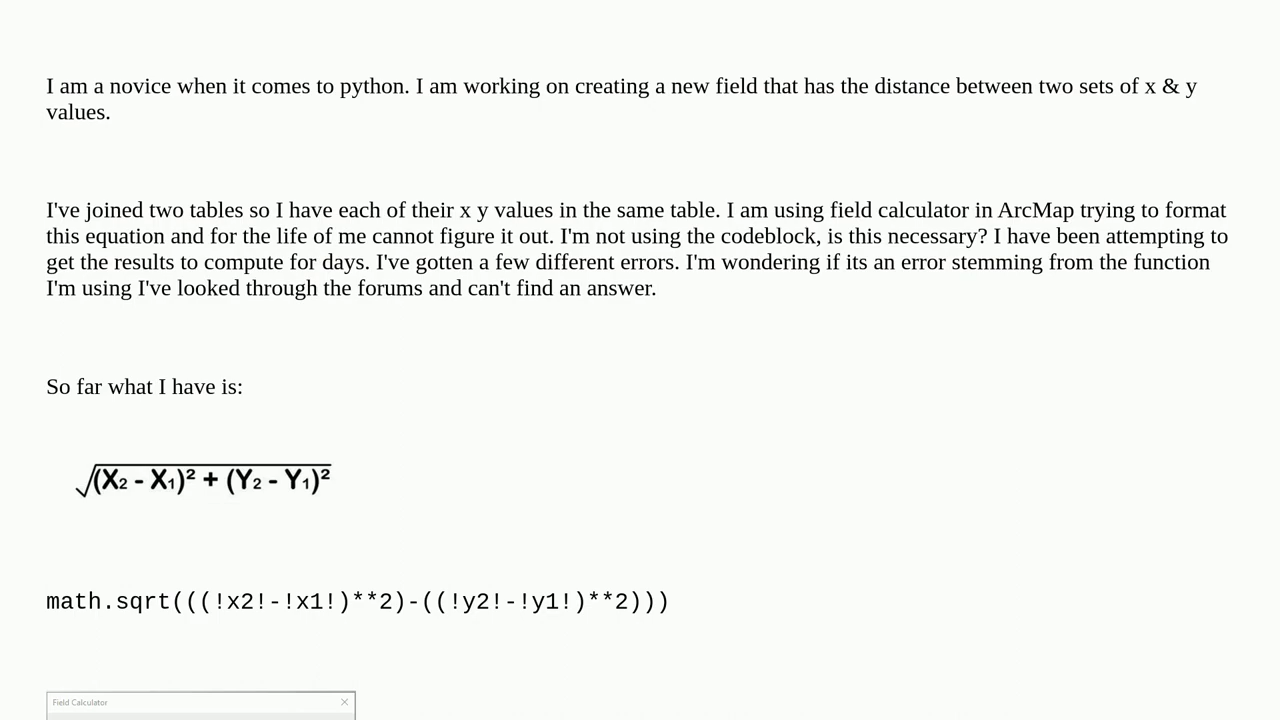 I am a novice when it comes to python. I am working on creating a new field that has the distance between two sets of x & y
values.
I've joined two tables so I have each of their x y values in the same table. I am using field calculator in ArcMap trying to format
this equation and for the life of me cannot figure it out. I'm not using the codeblock, is this necessary? I have been attempting to
get the results to compute for days. I've gotten a few different errors. I'm wondering if its an error stemming from the function
I'm using I've looked through the forums and can't find an answer.
So far what I have is:
√(X₂ - X₁)² + (Y₂ - Y₁)²
math.sqrt(((!x2!-!x1!)**2)-((!y2!-!y1!)**2)))
Field Calculator